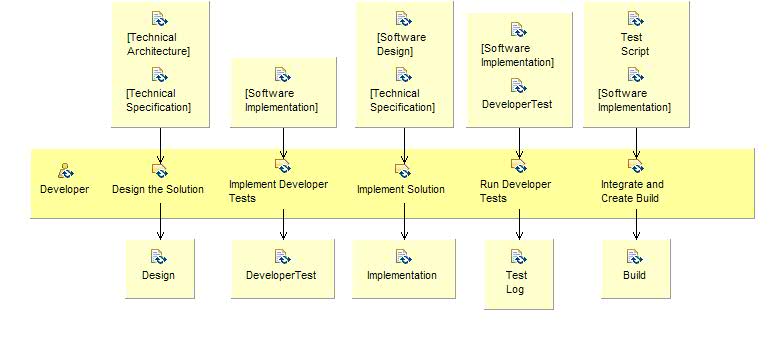 [Technical
Architecture]
[Technical
Specification]
[Software
Implementation]
[Software
Design]
[Technical
Specification]
[Software
Implementation]
DeveloperTest
Test
Script
[Software
Implementation]
Developer
Design the Solution
Implement Developer
Tests
Implement Solution
Run Developer
Tests
Integrate and
Create Build
Design
DeveloperTest
Implementation
Test
Log
Build